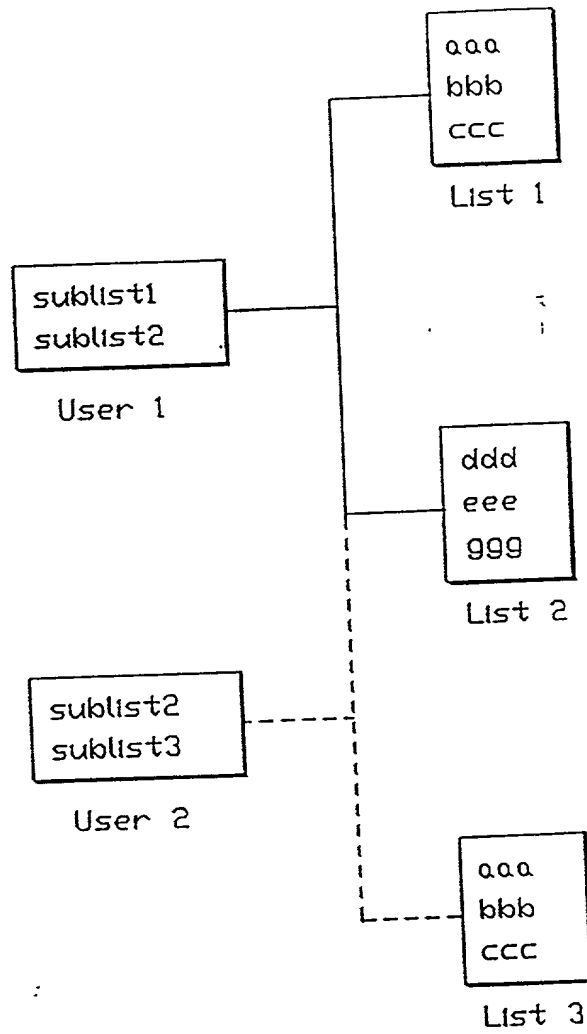 aaa
bbb
ccc
List 1
sublist1
sublist2
User 1
ddd
eee
ggg
List 2
sublist2
sublist3
User 2
aaa
bbb
ccc
List 3